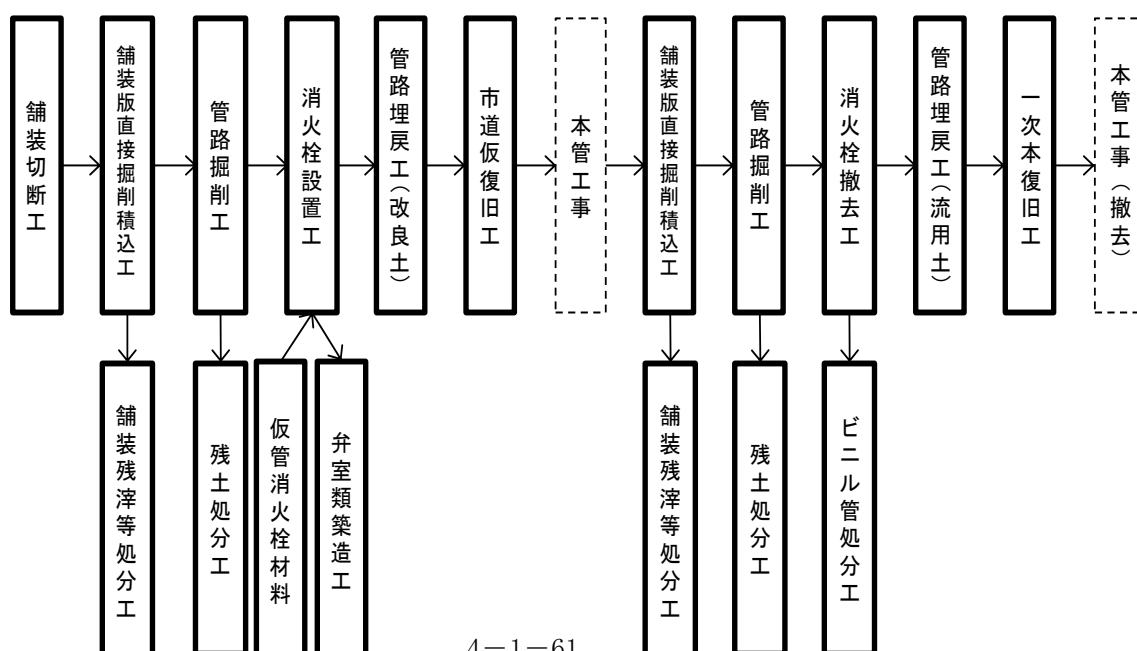 舗装切断工
舗装版直接掘削積込工
管路掘削工
消火栓設置工
管路埋戻工（改良土）
市道仮復旧工
本管工事
舗装版直接掘削積込工
管路掘削工
消火栓撤去工
管路埋戻工（流用土）
一次本復旧工
本管工事（撤去）
舗装残滓等処分工
残土処分工
仮管消火栓材料
弁室類築造工
舗装残滓等処分工
残土処分工
ビニル管処分工
4－1－61